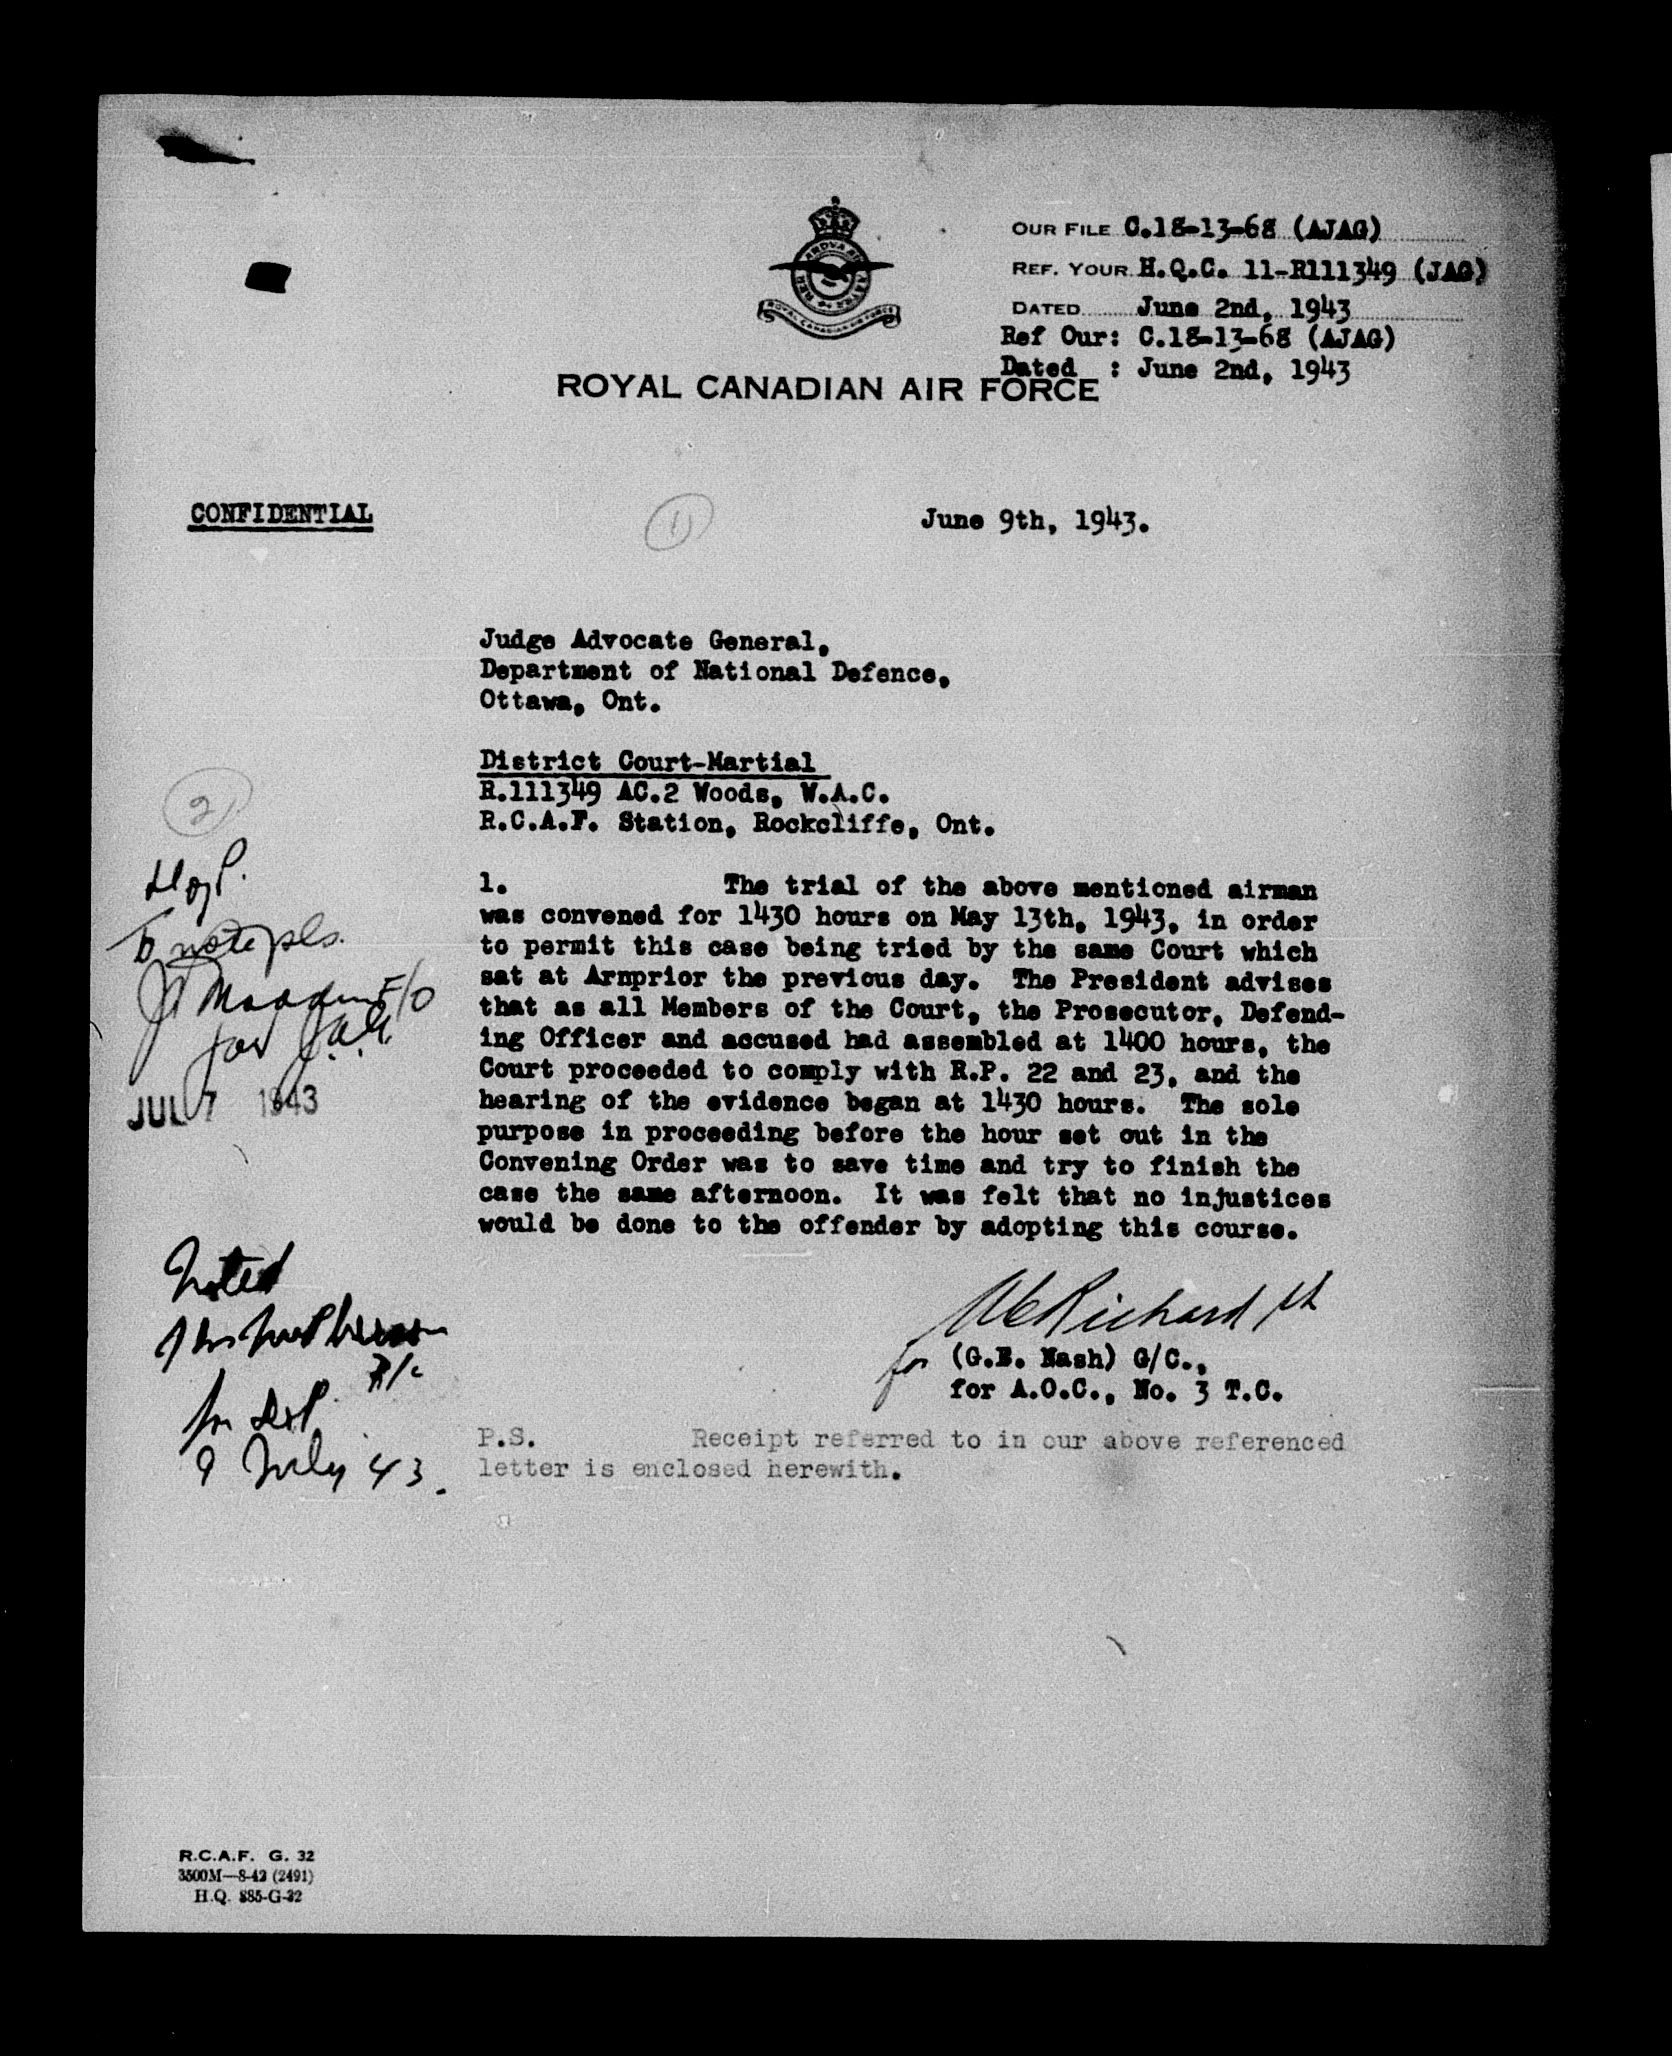 OUR FILE C.18-13-68 (AJAG)
REF. YOUR H.Q.C. 11-R111349 (JAG)
DATED June 2nd, 1943
Ref Our: C.18-13-68 (AJAG)
Dated : June 2nd, 1943
ROYAL CANADIAN AIR FORCE
CONFIDENTIAL
1
June 9th, 1943.
Judge Advocate General,
Department of National Defence,
Ottawa, Ont.
District Court-Martial
R.111349 AC.2 Woods, W.A.C.
R.C.A.F. Station, Rockcliffe, Ont.
1. The trial of the above mentioned airman
was convened for 1430 hours on May 13th, 1943, in order
to permit this case being tried by the same Court which
sat at Arnprior the previous day. The President advises
that as all Members of the Court, the Prosecutor, Defend-
ing Officer and accused had assembled at 1400 hours, the
Court proceeded to comply with R.P. 22 and 23, and the
hearing of the evidence began at 1430 hours. The sole
purpose in proceeding before the hour set out in the
Convening Order was to save time and try to finish the
case the same afternoon. It was felt that no injustices
would be done to the offender by adopting this course.
2
To note pls.
F/O
for J.A.G.
JUL 7 1943
Noted
9 July 43.
Richard
for (G.E. Nash) G/C.,
for A.O.C., No. 3 T.C.
P.S. Receipt referred to in our above referenced
letter is enclosed herewith.
R.C.A.F. G. 32
3500M—8-42 (2491)
H.Q. 885-G-32